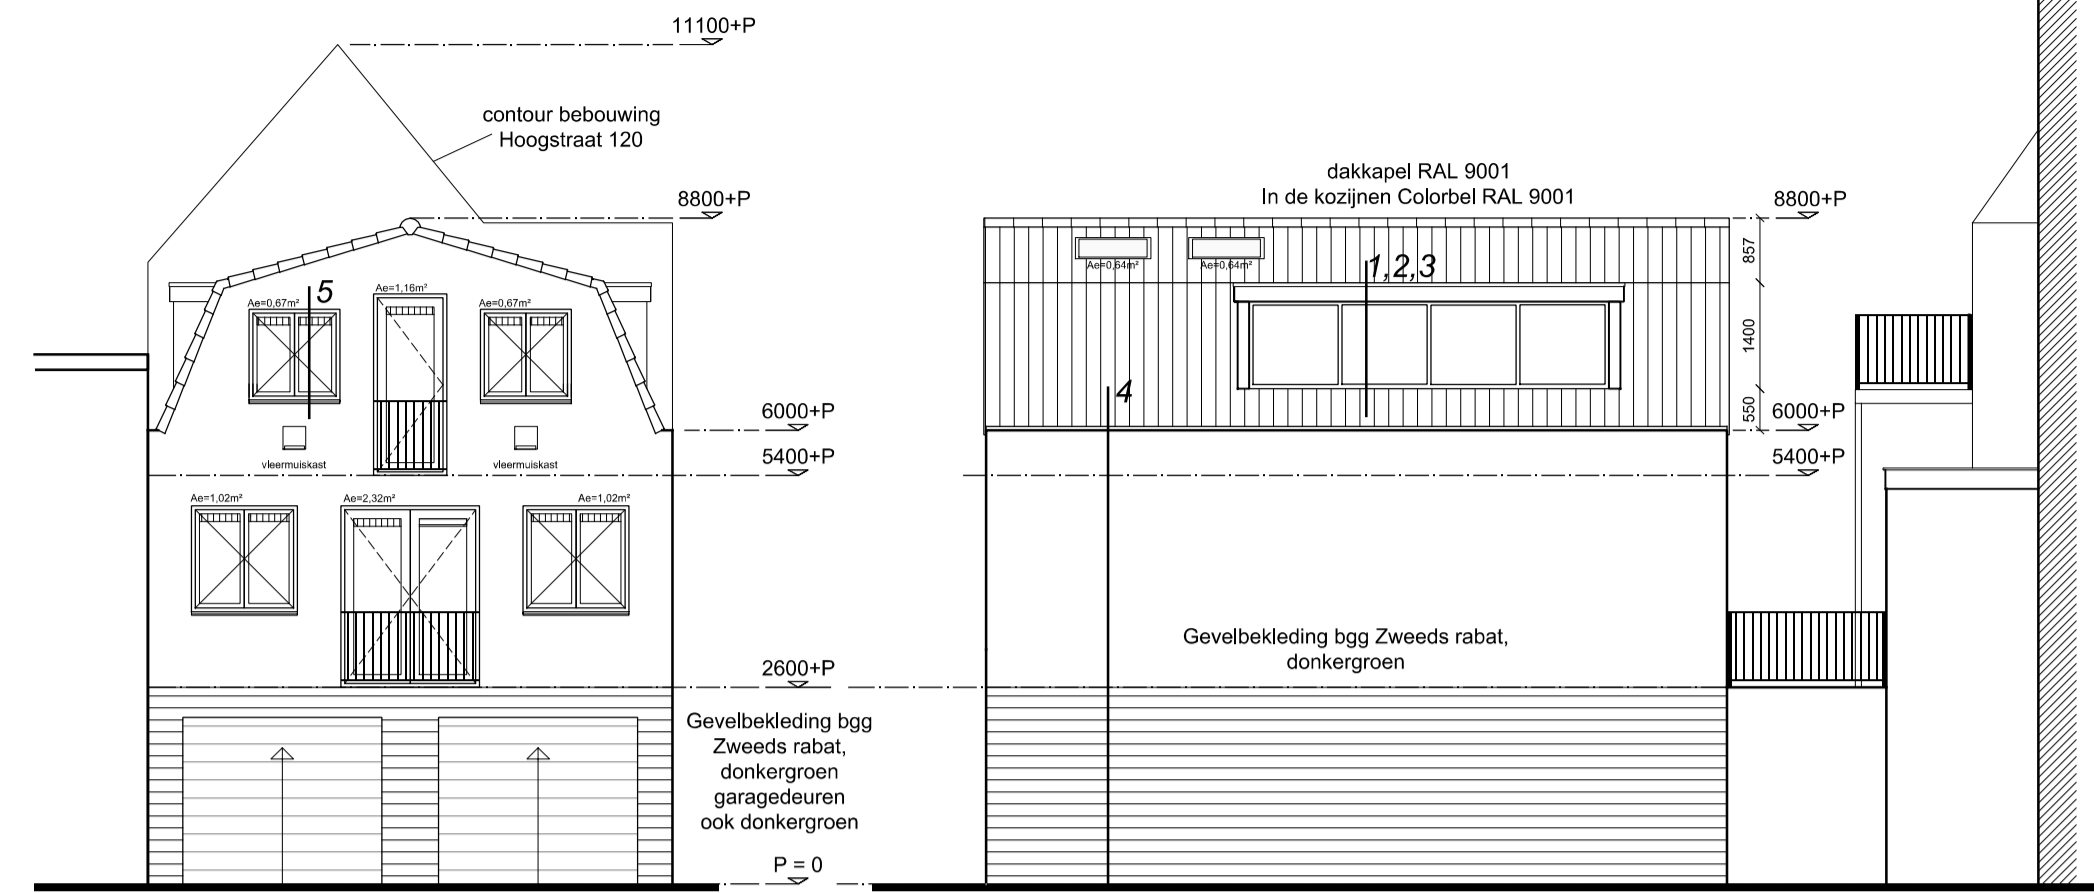 11100+P
contour bebouwing
Hoogstraat 120
8800+P
5
Ae=0,67m²
Ae=1,16m²
Ae=0,67m²
6000+P
vleermuiskast
vleermuiskast
5400+P
Ae=1,02m²
Ae=2,32m²
Ae=1,02m²
2600+P
Gevelbekleding bgg
Zweeds rabat,
donkergroen
garagedeuren
ook donkergroen
P = 0
dakkapel RAL 9001
In de kozijnen Colorbel RAL 9001
8800+P
857
Ae=0,64m²
Ae=0,64m²
1,2,3
1400
4
550
6000+P
5400+P
Gevelbekleding bgg Zweeds rabat,
donkergroen